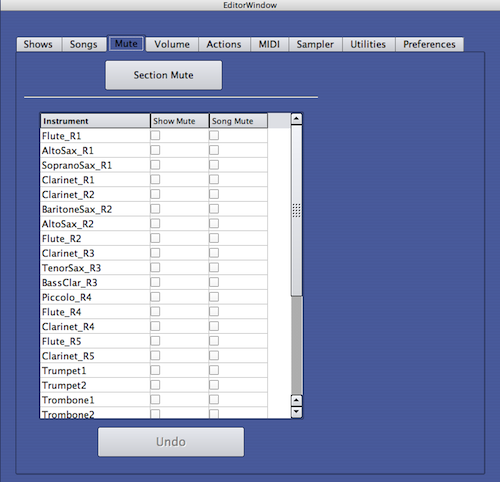 EditorWindow
Shows Songs Mute Volume Actions MIDI Sampler Utilities Preferences
Section Mute
Instrument Show Mute Song Mute
Flute_R1
AltoSax_R1
SopranoSax_R1
Clarinet_R1
Clarinet_R2
BaritoneSax_R2
AltoSax_R2
Flute_R2
Clarinet_R3
TenorSax_R3
BassClar_R3
Piccolo_R4
Flute_R4
Clarinet_R4
Flute_R5
Clarinet_R5
Trumpet1
Trumpet2
Trombone1
Trombone2
Undo